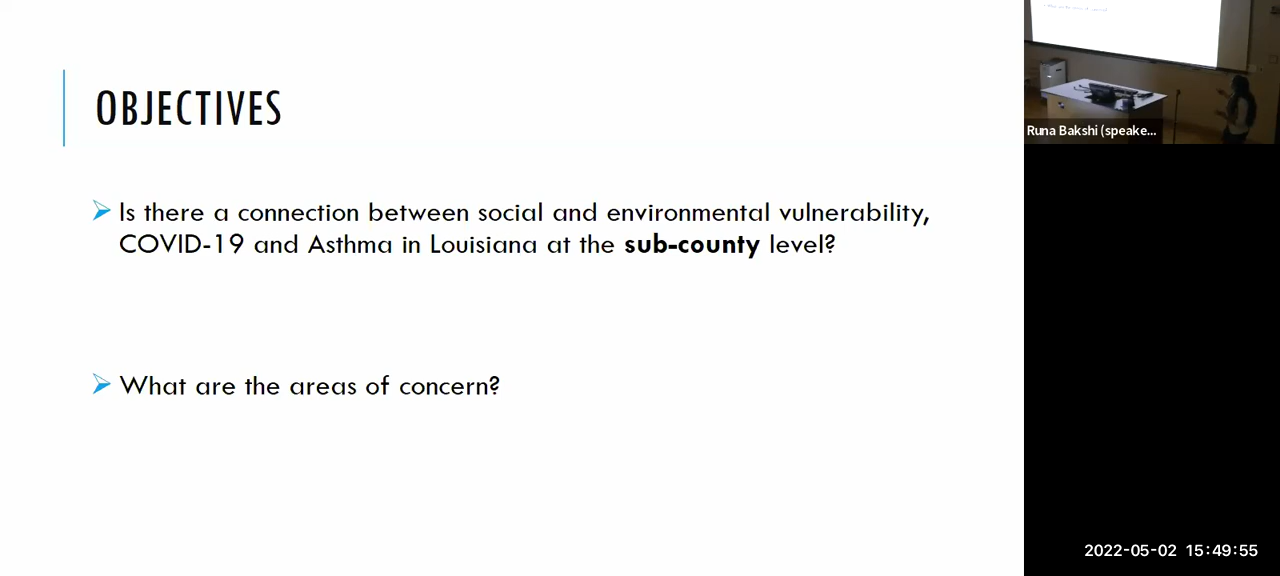 OBJECTIVES
Is there a connection between social and environmental vulnerability,
COVID-19 and Asthma in Louisiana at the sub-county level?
What are the areas of concern?
Runa Bakshi (speake...
2022-05-02 15:49:55